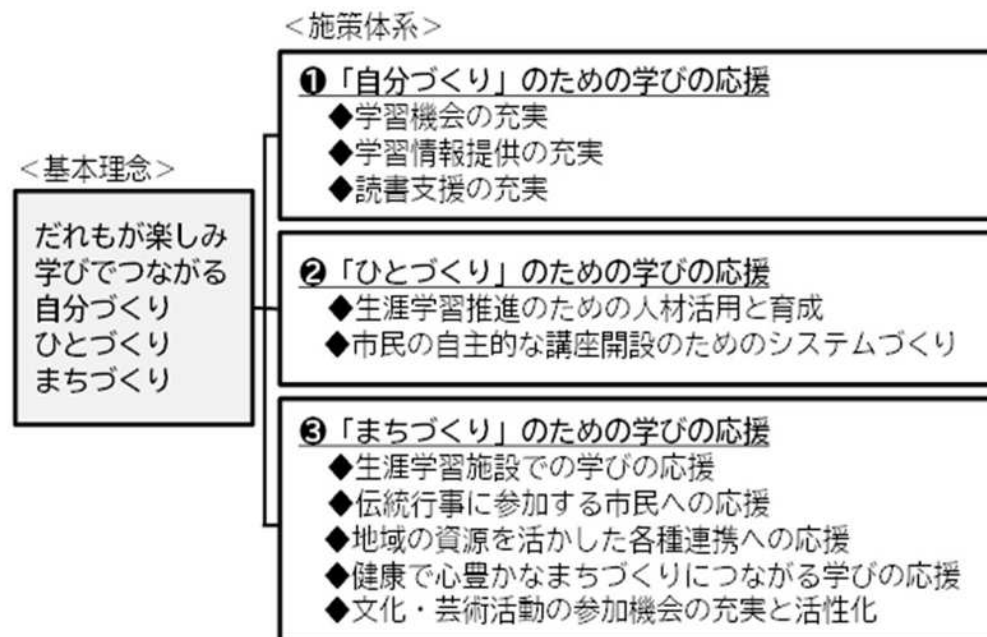 ＜施策体系＞
❶「自分づくり」のための学びの応援
◆学習機会の充実
◆学習情報提供の充実
◆読書支援の充実
＜基本理念＞
だれもが楽しみ
学びでつながる
自分づくり
ひとづくり
まちづくり
❷「ひとづくり」のための学びの応援
◆生涯学習推進のための人材活用と育成
◆市民の自主的な講座開設のためのシステムづくり
❸「まちづくり」のための学びの応援
◆生涯学習施設での学びの応援
◆伝統行事に参加する市民への応援
◆地域の資源を活かした各種連携への応援
◆健康で心豊かなまちづくりにつながる学びの応援
◆文化・芸術活動の参加機会の充実と活性化